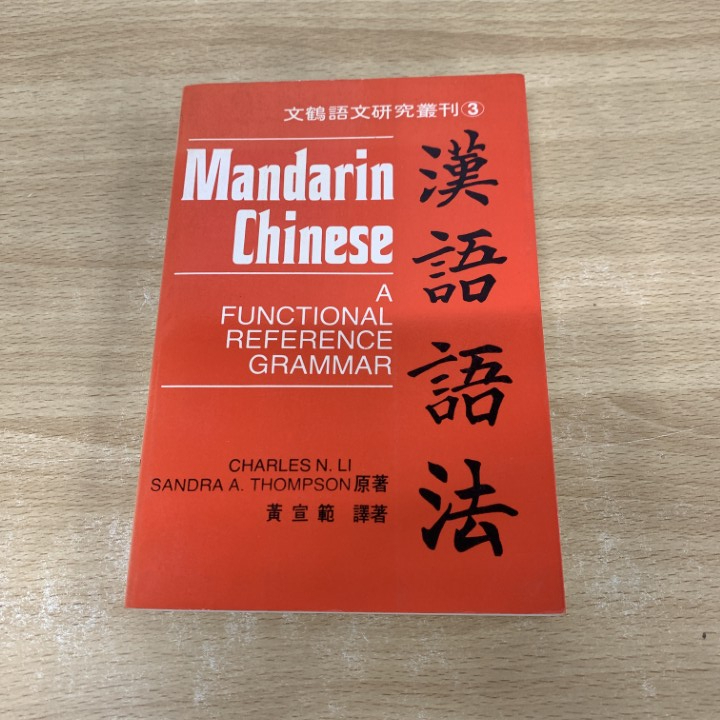 文鶴語文研究叢刊③
Mandarin
Chinese
A
FUNCTIONAL
REFERENCE
GRAMMAR
漢語語法
CHARLES N. LI
SANDRA A. THOMPSON原著
黃宣範 譯著